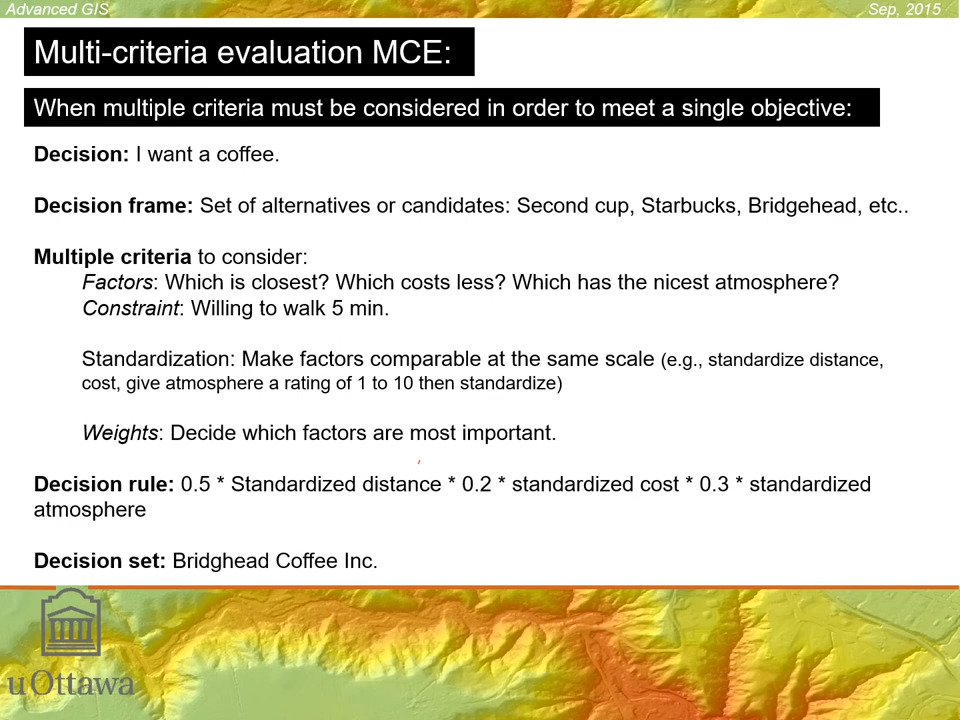 Advanced GIS
Sep, 2015
Multi-criteria evaluation MCE:
When multiple criteria must be considered in order to meet a single objective:
Decision: I want a coffee.
Decision frame: Set of alternatives or candidates: Second cup, Starbucks, Bridgehead, etc..
Multiple criteria to consider:
Factors: Which is closest? Which costs less? Which has the nicest atmosphere?
Constraint: Willing to walk 5 min.
Standardization: Make factors comparable at the same scale (e.g., standardize distance,
cost, give atmosphere a rating of 1 to 10 then standardize)
Weights: Decide which factors are most important.
Decision rule: 0.5 * Standardized distance * 0.2 * standardized cost * 0.3 * standardized
atmosphere
Decision set: Bridghead Coffee Inc.
uOttawa